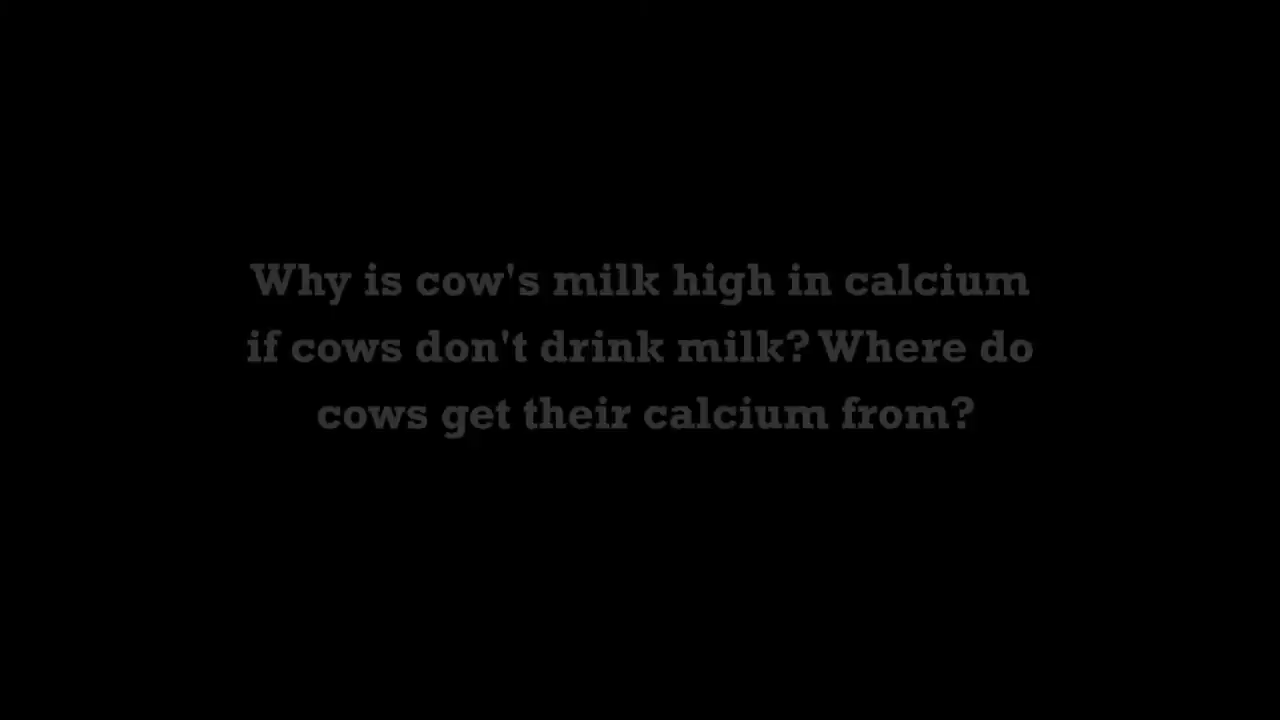 Why is cow's milk high in calcium
if cows don't drink milk? Where do
cows get their calcium from?